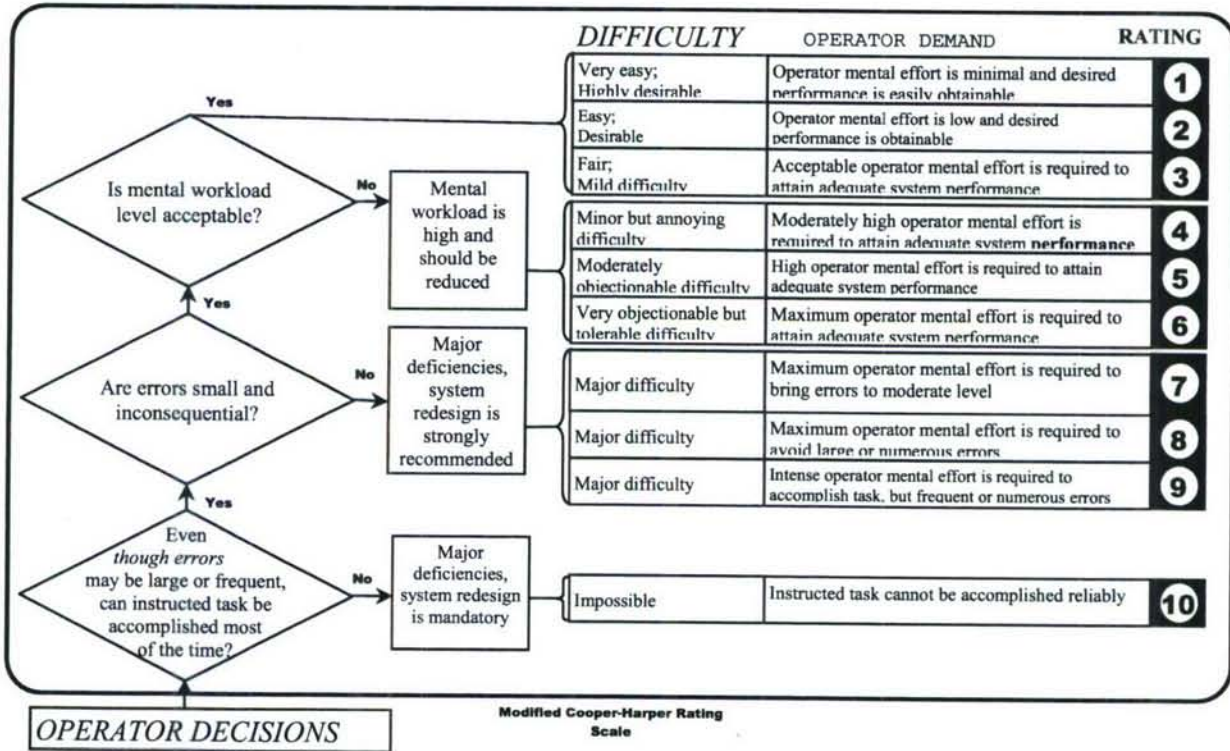 DIFFICULTY OPERATOR DEMAND RATING
Very easy;
Highly desirable
Operator mental effort is minimal and desired
performance is easily obtainable
1
Easy;
Desirable
Operator mental effort is low and desired
performance is obtainable
2
Fair;
Mild difficulty
Acceptable operator mental effort is required to
attain adequate system performance
3
Yes
Is mental workload
level acceptable?
No
Mental
workload is
high and
should be
reduced
Minor but annoying
difficulty
Moderately high operator mental effort is
required to attain adequate system performance
4
Moderately
objectionable difficulty
High operator mental effort is required to attain
adequate system performance
5
Very objectionable but
tolerable difficulty
Maximum operator mental effort is required to
attain adequate system performance
6
Yes
Are errors small and
inconsequential?
No
Major
deficiencies,
system
redesign is
strongly
recommended
Major difficulty
Maximum operator mental effort is required to
bring errors to moderate level
7
Major difficulty
Maximum operator mental effort is required to
avoid large or numerous errors
8
Major difficulty
Intense operator mental effort is required to
accomplish task, but frequent or numerous errors
9
Yes
Even
though errors
may be large or frequent,
can instructed task be
accomplished most
of the time?
No
Major
deficiencies,
system redesign
is mandatory
Impossible
Instructed task cannot be accomplished reliably
10
OPERATOR DECISIONS
Modified Cooper-Harper Rating
Scale